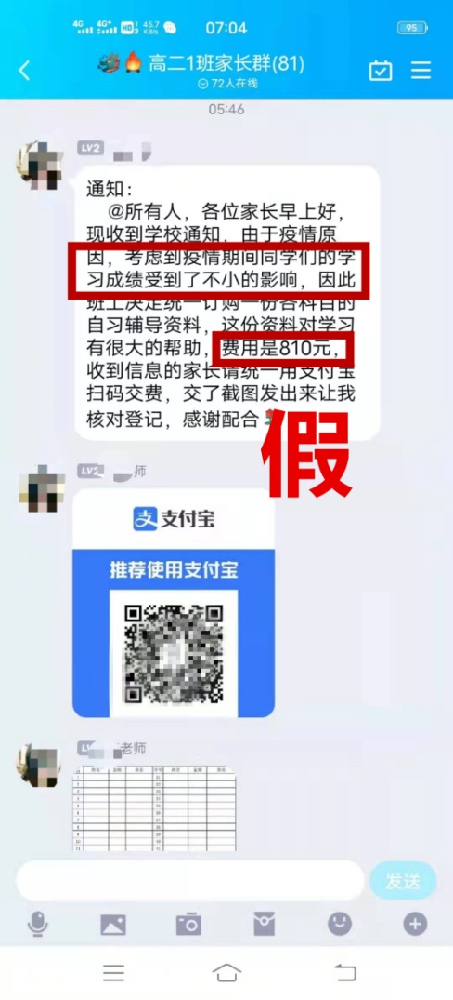 4G 4G+ HD 1 2 45.7 KB/s 07:04 95
高二1班家长群(81)
72人在线
05:46
LV2
通知：
@所有人，各位家长早上好，
现收到学校通知，由于疫情原
因，考虑到疫情期间同学们的学
习成绩受到了不小的影响，因此
班上决定统一订购一份各科目的
自习辅导资料，这份资料对学习
有很大的帮助，费用是810元，
收到信息的家长请统一用支付宝
扫码交费，交了截图发出来让我
核对登记，感谢配合
假
LV2 师
支付宝
推荐使用支付宝
老师
发送